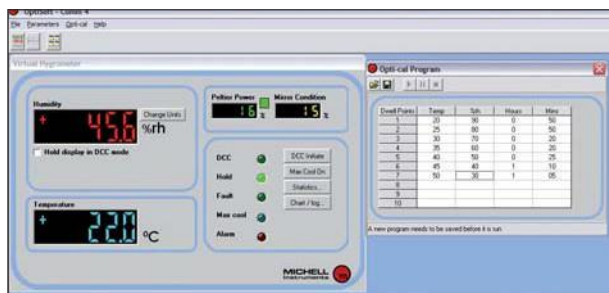 OptiSoft - Comm 4
File Parameters Opti-cal Help
Virtual Hygrometer
Humidity
+ 45.6 %rh
Change Units
Hold display in DCC mode
Temperature
+ 22.0 °C
Peltier Power Mirror Condition
16 % 15 %
DCC
Hold
Fault
Max cool
Alarm
DCC Initiate
Max Cool On
Statistics...
Chart / log...
MICHELL
Instruments
Opti-cal Program
Dwell Points Temp %rh Hours Mins
1 20 90 0 50
2 25 80 0 50
3 30 70 0 20
4 35 60 0 20
5 40 50 0 25
6 45 40 1 10
7 50 30 1 05
8
9
10
A new program needs to be saved before it is run